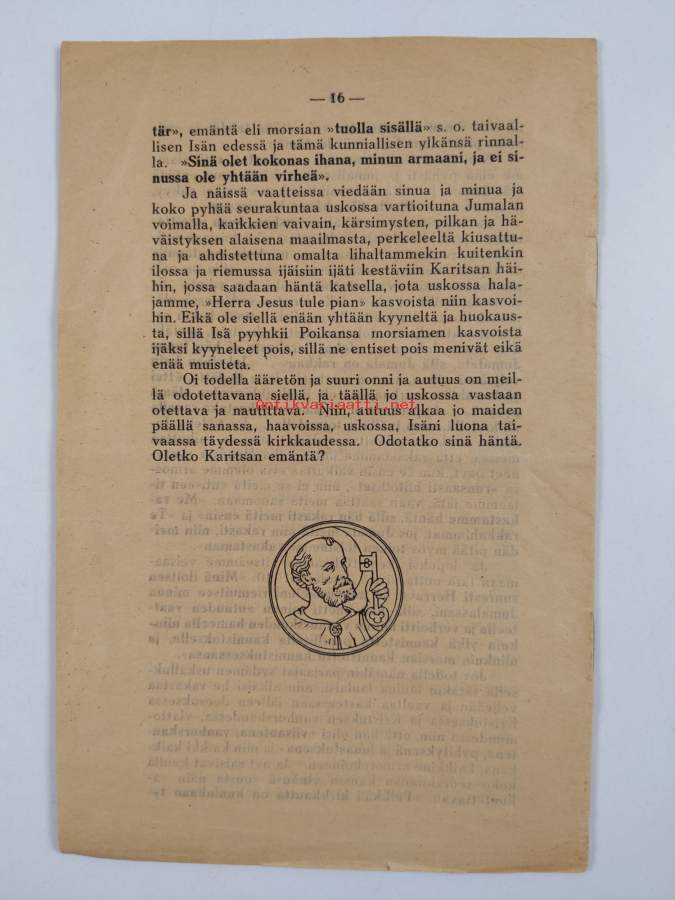 — 16 —
tär», emäntä eli morsian »tuolla sisällä» s. o. taivaal-
lisen Isän edessä ja tämä kunniallisen ylkänsä rinnal-
la. »Sinä olet kokonas ihana, minun armaani, ja ei si-
nussa ole yhtään virheä».
Ja näissä vaatteissa viedään sinua ja minua ja
koko pyhää seurakuntaa uskossa vartioituna Jumalan
voimalla, kaikkien vaivain, kärsimysten, pilkan ja hä-
väistyksen alaisena maailmasta, perkeleeltä kiusattu-
na ja ahdistettuna omalta lihaltammekin kuitenkin
ilossa ja riemussa ijäisiin ijäti kestäviin Karitsan häi-
hin, jossa saadaan häntä katsella, jota uskossa hala-
jamme, »Herra Jesus tule pian» kasvoista niin kasvoi-
hin. Eikä ole siellä enään yhtään kyyneltä ja huokaus-
ta, sillä Isä pyyhkii Poikansa morsiamen kasvoista
ijäksi kyyneleet pois, sillä ne entiset pois menivät eikä
enää muisteta.
Oi todella ääretön ja suuri onni ja autuus on meil-
lä odotettavana siellä, ja täällä jo uskossa vastaan
otettava ja nautittava. Niin, autuus alkaa jo maiden
päällä sanassa, haavoissa, uskossa, Isäni luona tai-
vaassa täydessä kirkkaudessa. Odotatko sinä häntä.
Oletko Karitsan emäntä?
antikvariaatti.net